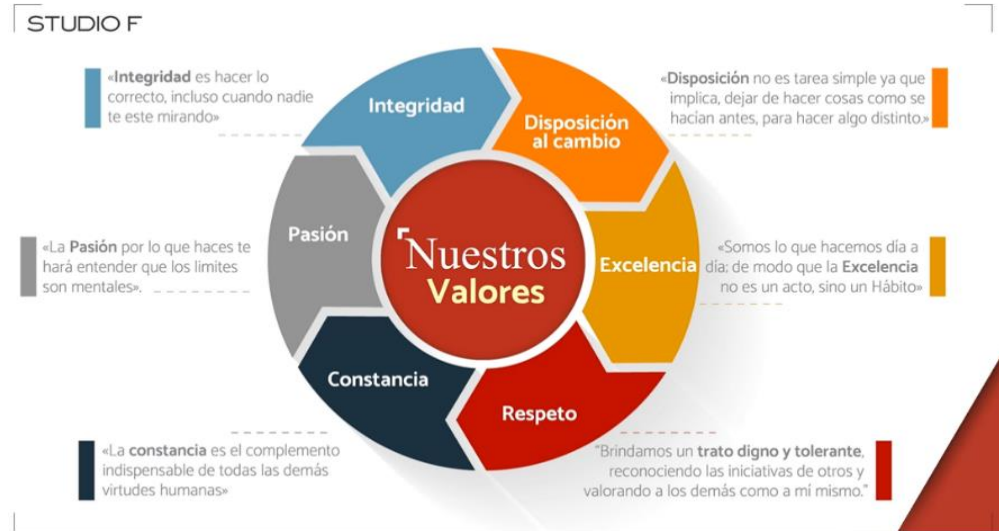 STUDIO F
«Integridad es hacer lo
correcto, incluso cuando nadie
te este mirando»
Integridad
Disposición
al cambio
«Disposición no es tarea simple ya que
implica, dejar de hacer cosas como se
hacían antes, para hacer algo distinto.»
«La Pasión por lo que haces te
hará entender que los limites
son mentales».
Pasión
Nuestros
Valores
Excelencia
«Somos lo que hacemos día a
día: de modo que la Excelencia
no es un acto, sino un Hábito»
Constancia
Respeto
«La constancia es el complemento
indispensable de todas las demás
virtudes humanas»
"Brindamos un trato digno y tolerante,
reconociendo las iniciativas de otros y
valorando a los demás como a mí mismo."